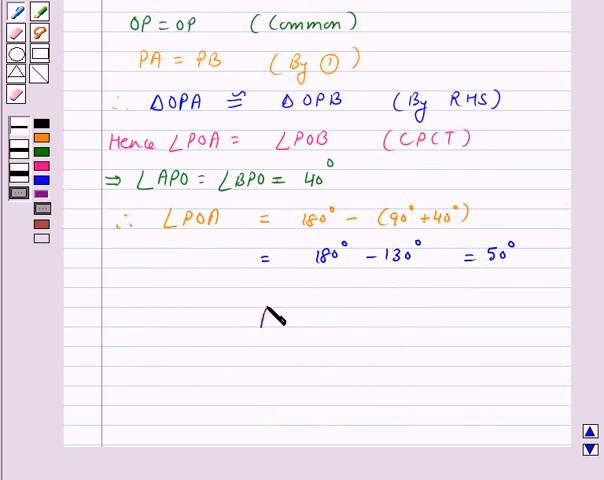 OP = OP (Common)
PA = PB (By ①)
∴ ΔOPA ≅ ΔOPB (By RHS)
Hence ∠POA = ∠POB (CPCT)
⇒ ∠APO = ∠BPO = 40°
∴ ∠POA = 180° - (90° + 40°)
= 180° - 130° = 50°